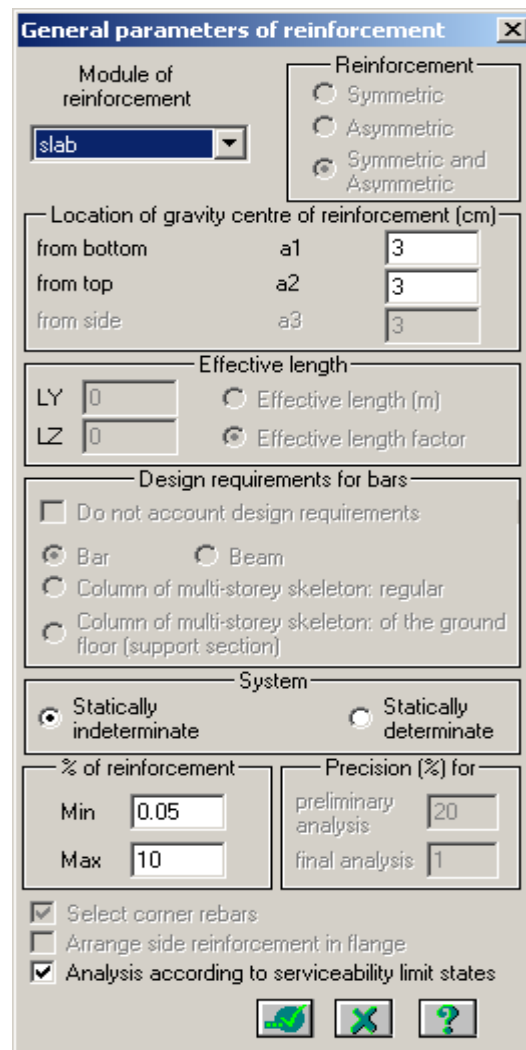 General parameters of reinforcement
Module of
reinforcement
slab
Reinforcement
Symmetric
Asymmetric
Symmetric and
Asymmetric
Location of gravity centre of reinforcement (cm)
from bottom a1 3
from top a2 3
from side a3 3
Effective length
LY 0 Effective length (m)
LZ 0 Effective length factor
Design requirements for bars
Do not account design requirements
Bar Beam
Column of multi-storey skeleton: regular
Column of multi-storey skeleton: of the ground
floor (support section)
System
Statically
indeterminate
Statically
determinate
% of reinforcement
Min 0.05
Max 10
Precision (%) for
preliminary
analysis 20
final analysis 1
Select corner rebars
Arrange side reinforcement in flange
Analysis according to serviceability limit states
?